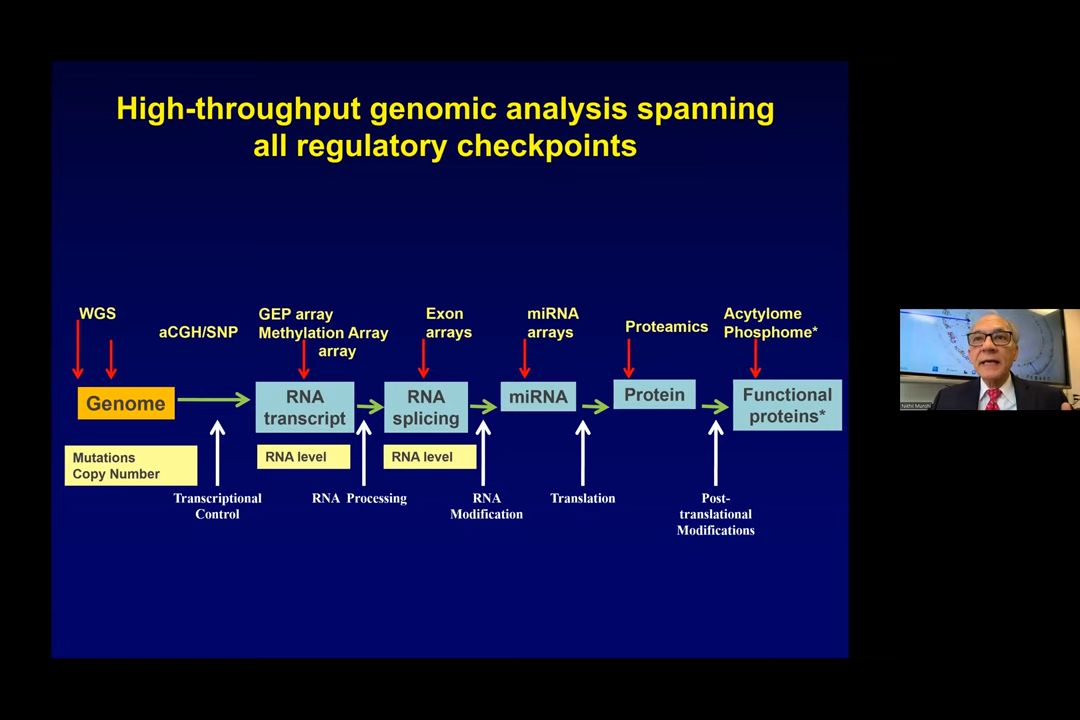 High-throughput genomic analysis spanning
all regulatory checkpoints
WGS
aCGH/SNP
GEP array
Methylation Array
array
Exon
arrays
miRNA
arrays
Proteamics
Acytylome
Phosphome*
Genome
RNA
transcript
RNA
splicing
miRNA
Protein
Functional
proteins*
Mutations
Copy Number
RNA level
RNA level
Transcriptional
Control
RNA Processing
RNA
Modification
Translation
Post-
translational
Modifications
Nikhil Munshi